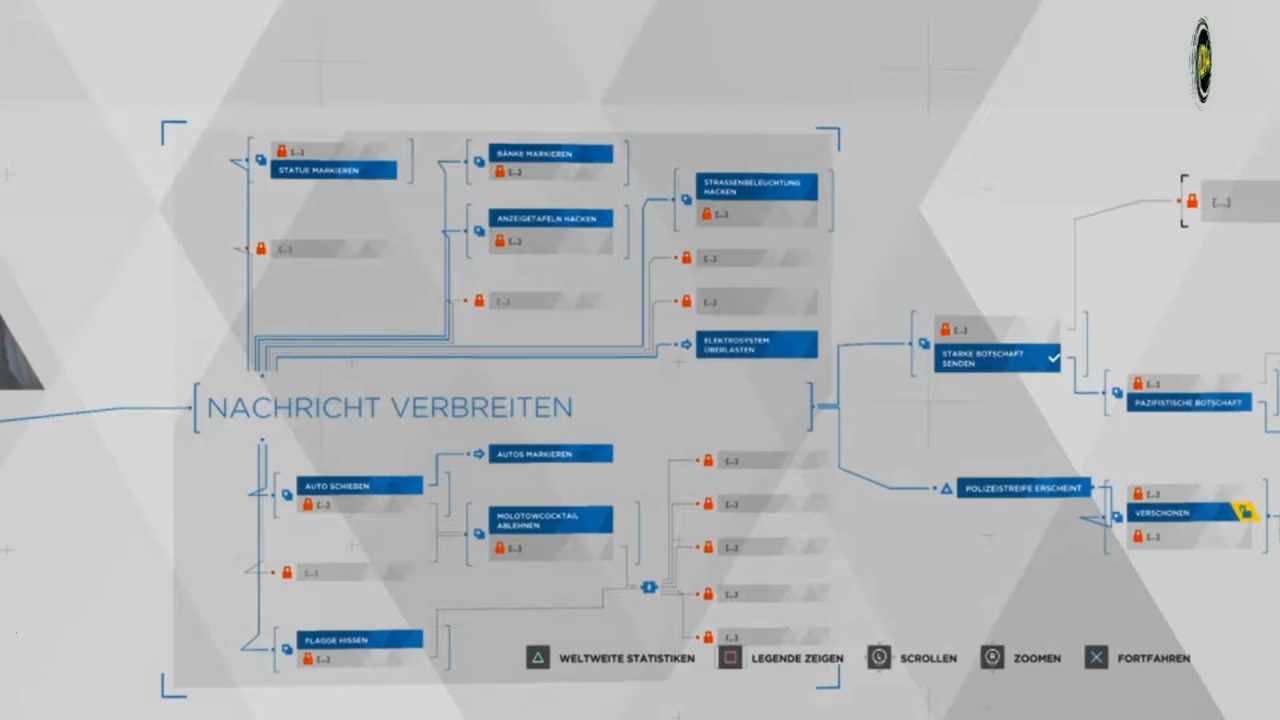 [...]
STATUE MARKIEREN
[...]
BÄNKE MARKIEREN
[...]
ANZEIGETAFELN HACKEN
[...]
[...]
STRASSENBELEUCHTUNG
HACKEN
[...]
[...]
[...]
ELEKTROSYSTEM
ÜBERLASTEN
NACHRICHT VERBREITEN
AUTO SCHIEBEN
[...]
[...]
FLAGGE HISSEN
[...]
AUTOS MARKIEREN
MOLOTOWCOCKTAIL
ABLEHNEN
[...]
[...]
[...]
[...]
[...]
[...]
[...]
STARKE BOTSCHAFT
SENDEN
[...]
[...]
PAZIFISTISCHE BOTSCHAFT
POLIZEISTREIFE ERSCHEINT
[...]
VERSCHONEN
[...]
WELTWEITE STATISTIKEN
LEGENDE ZEIGEN
SCROLLEN
ZOOMEN
FORTFAHREN